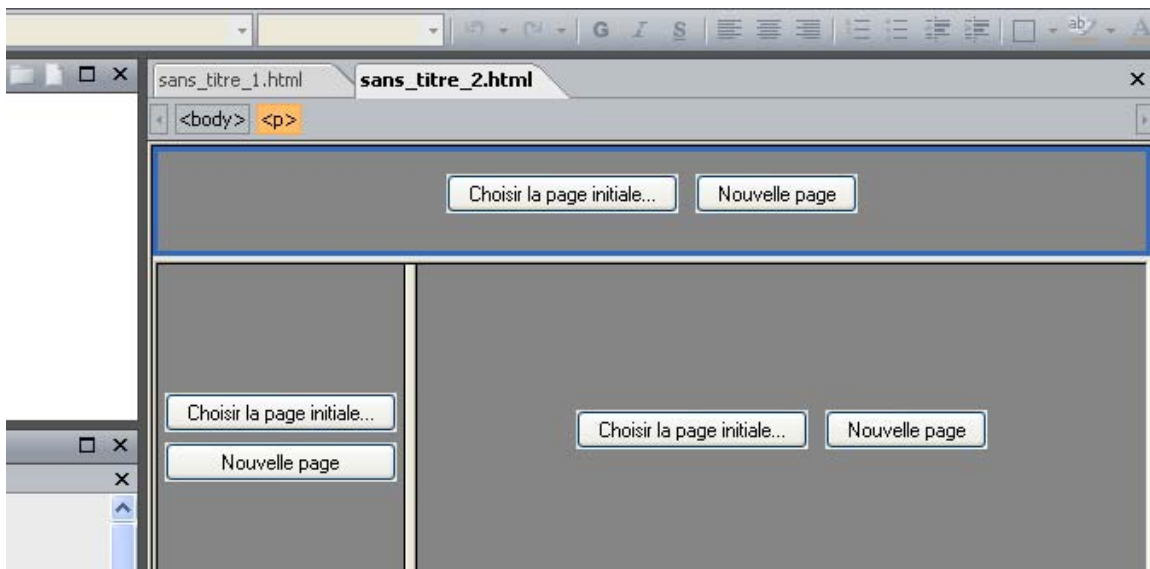 G I S ab A
sans_titre_1.html sans_titre_2.html
<body> <p>
Choisir la page initiale... Nouvelle page
Choisir la page initiale...
Nouvelle page
Choisir la page initiale... Nouvelle page